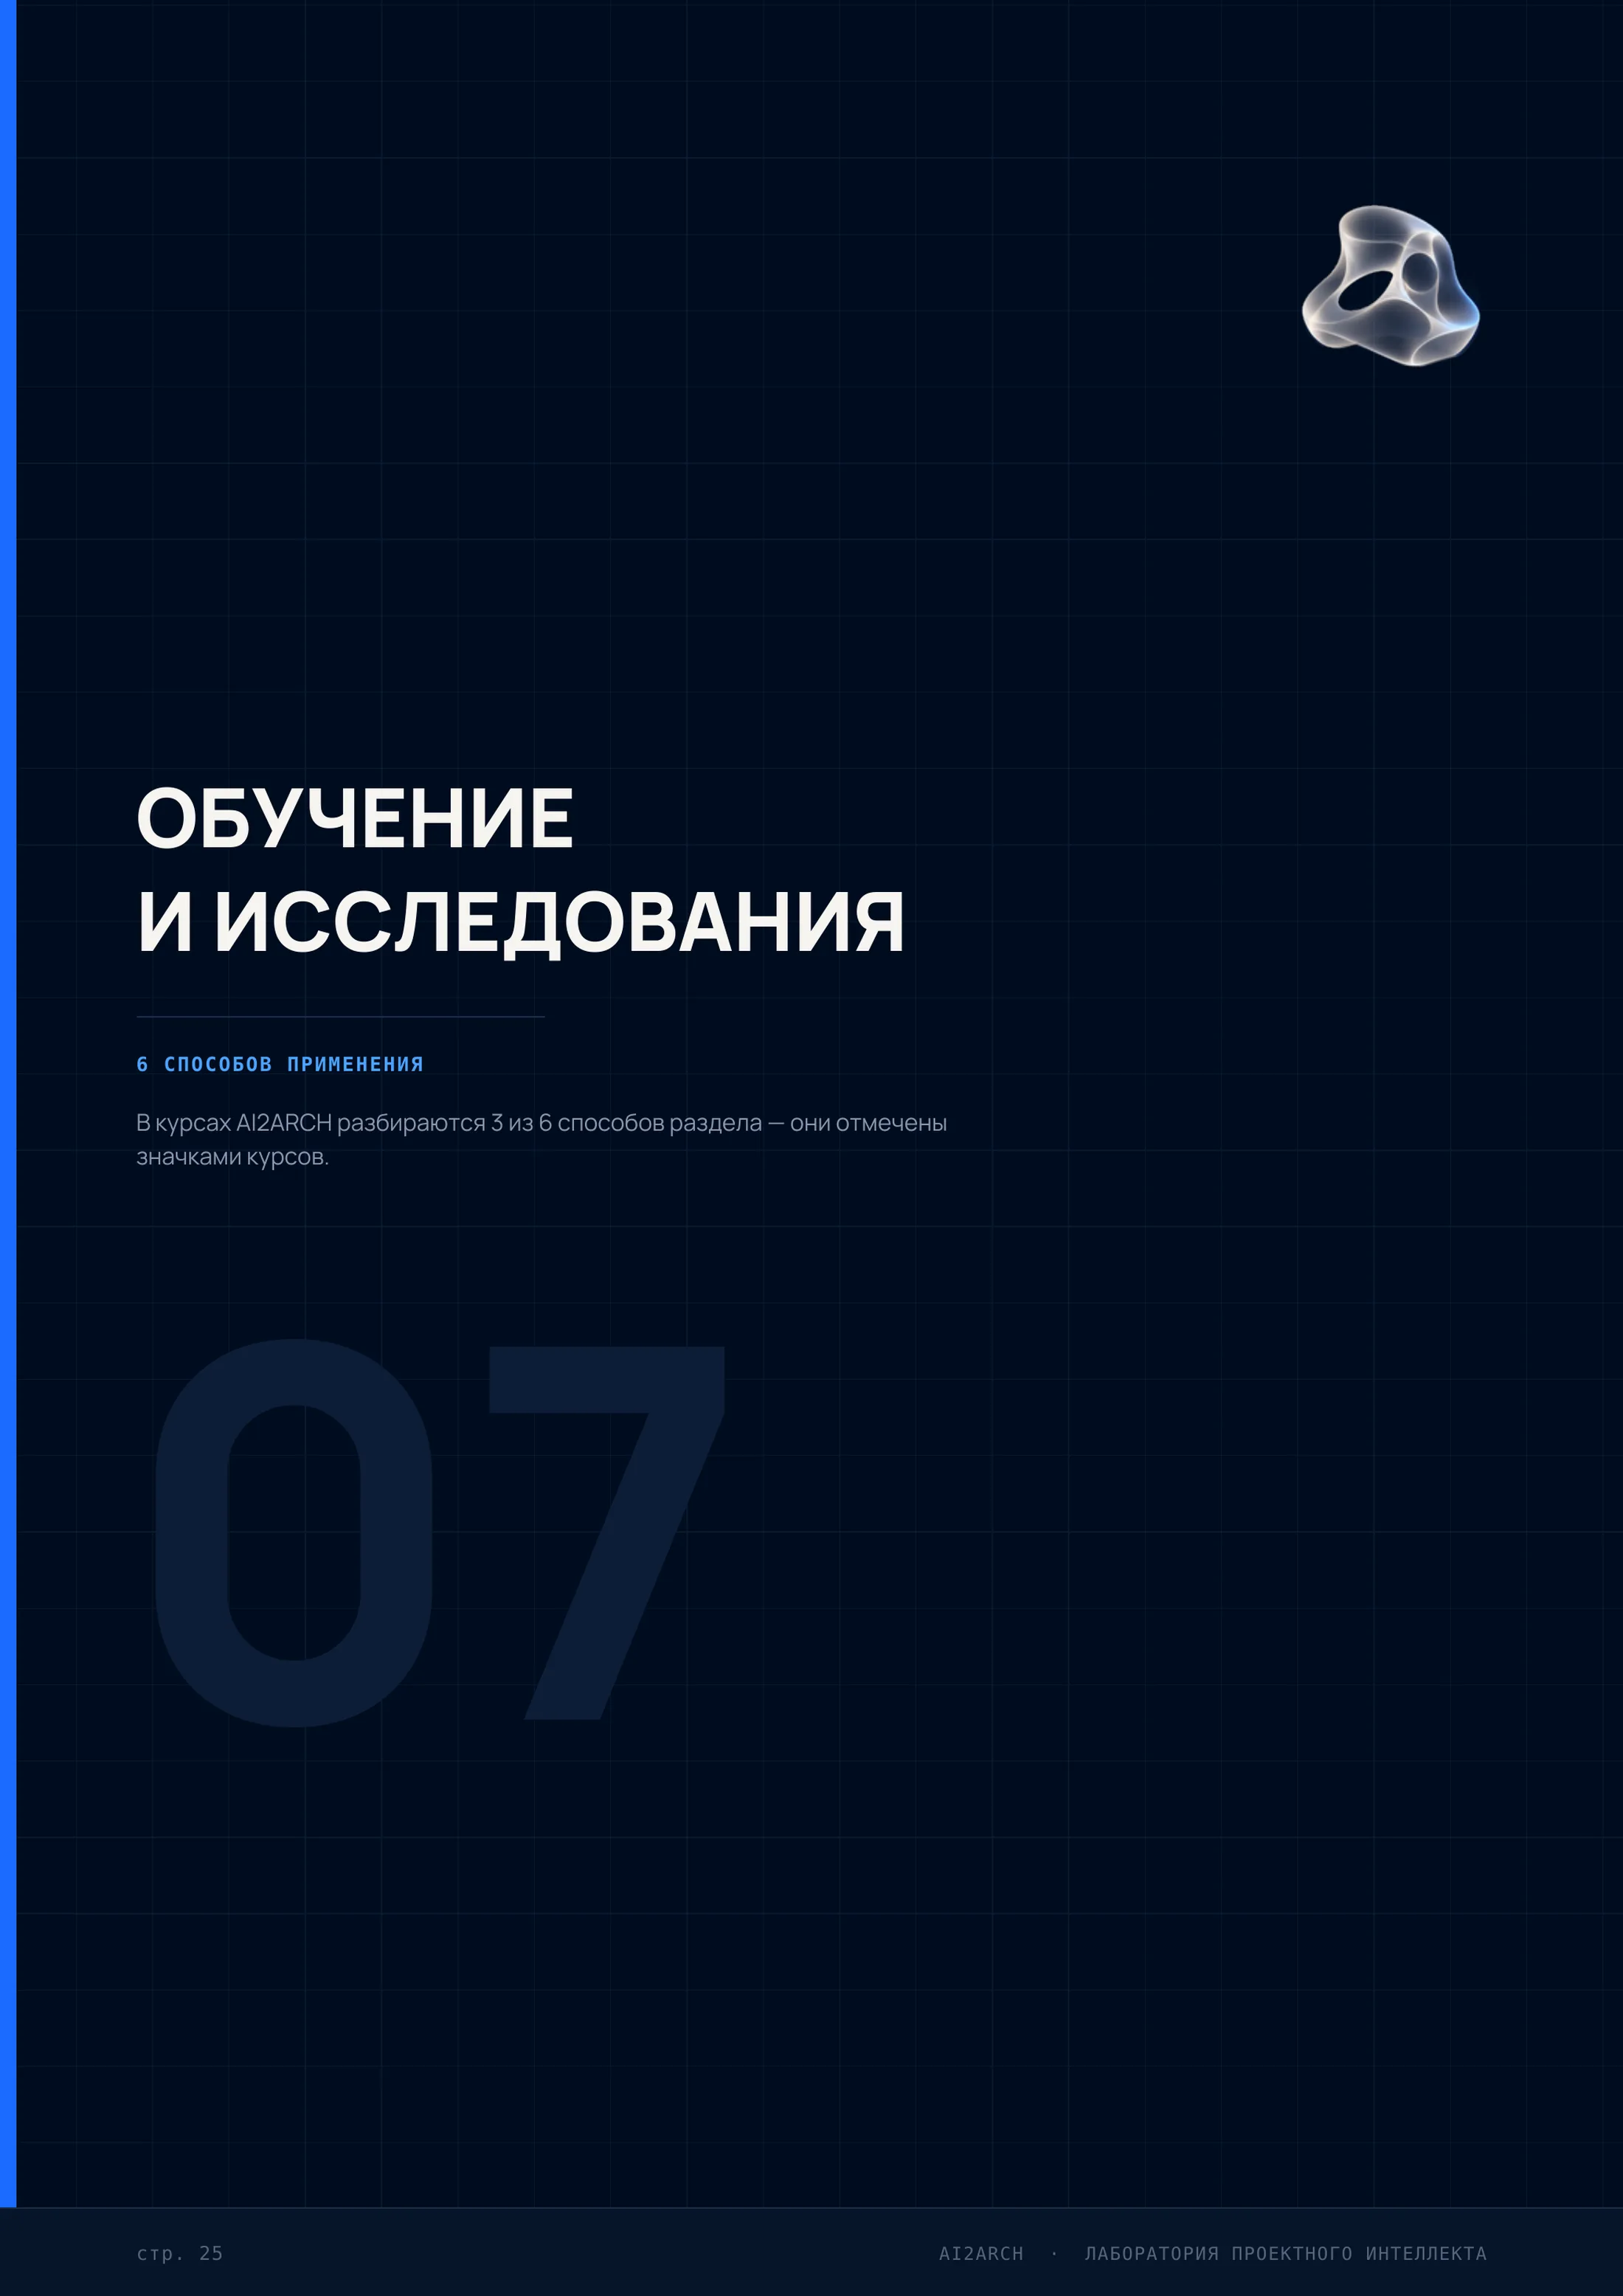 ОБУЧЕНИЕ
И ИССЛЕДОВАНИЯ
6 СПОСОБОВ ПРИМЕНЕНИЯ
В курсах AI2ARCH разбираются 3 из 6 способов раздела — они отмечены
значками курсов.
07
стр. 25
AI2ARCH · ЛАБОРАТОРИЯ ПРОЕКТНОГО ИНТЕЛЛЕКТА